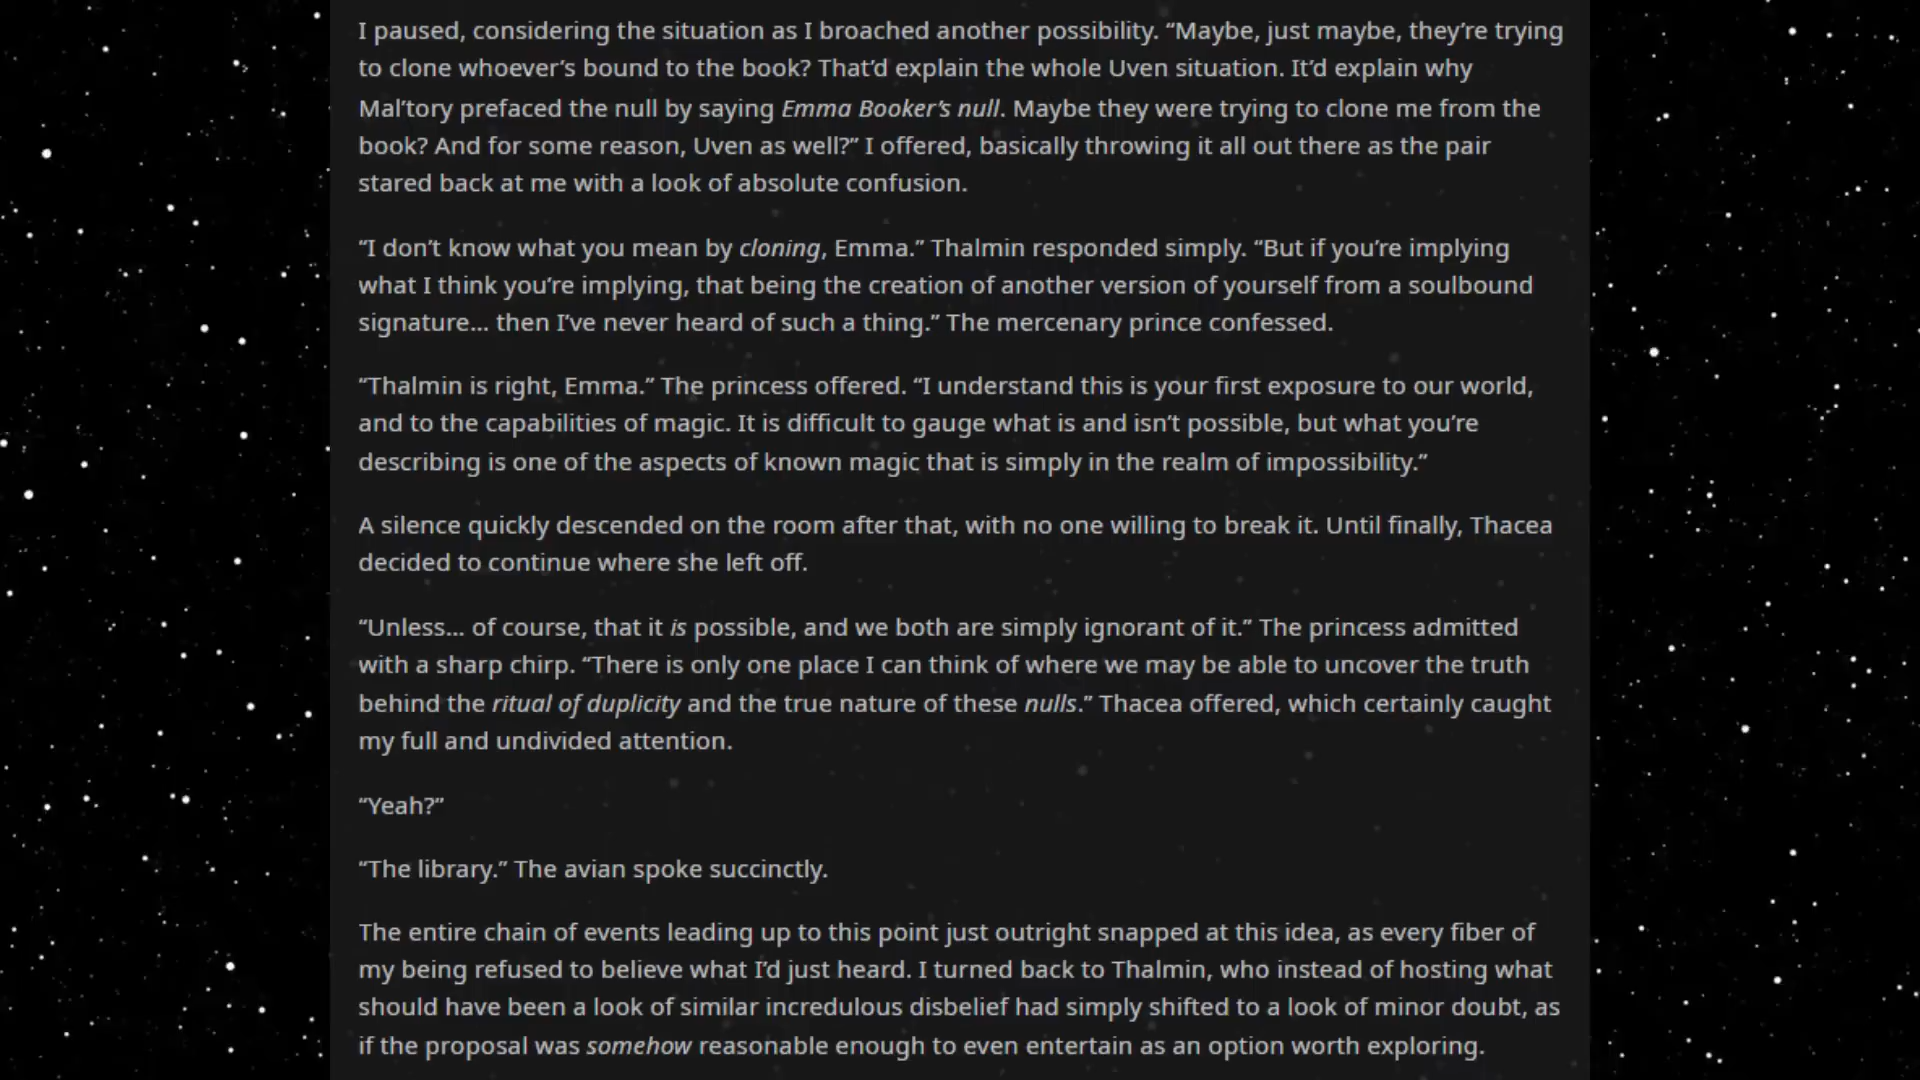 I paused, considering the situation as I broached another possibility. “Maybe, just maybe, they’re trying
to clone whoever’s bound to the book? That’d explain the whole Uven situation. It’d explain why
Mal’tory prefaced the null by saying Emma Booker’s null. Maybe they were trying to clone me from the
book? And for some reason, Uven as well?” I offered, basically throwing it all out there as the pair
stared back at me with a look of absolute confusion.
“I don’t know what you mean by cloning, Emma.” Thalmin responded simply. “But if you’re implying
what I think you’re implying, that being the creation of another version of yourself from a soulbound
signature… then I’ve never heard of such a thing.” The mercenary prince confessed.
“Thalmin is right, Emma.” The princess offered. “I understand this is your first exposure to our world,
and to the capabilities of magic. It is difficult to gauge what is and isn’t possible, but what you’re
describing is one of the aspects of known magic that is simply in the realm of impossibility.”
A silence quickly descended on the room after that, with no one willing to break it. Until finally, Thacea
decided to continue where she left off.
“Unless… of course, that it is possible, and we both are simply ignorant of it.” The princess admitted
with a sharp chirp. “There is only one place I can think of where we may be able to uncover the truth
behind the ritual of duplicity and the true nature of these nulls.” Thacea offered, which certainly caught
my full and undivided attention.
“Yeah?”
“The library.” The avian spoke succinctly.
The entire chain of events leading up to this point just outright snapped at this idea, as every fiber of
my being refused to believe what I’d just heard. I turned back to Thalmin, who instead of hosting what
should have been a look of similar incredulous disbelief had simply shifted to a look of minor doubt, as
if the proposal was somehow reasonable enough to even entertain as an option worth exploring.